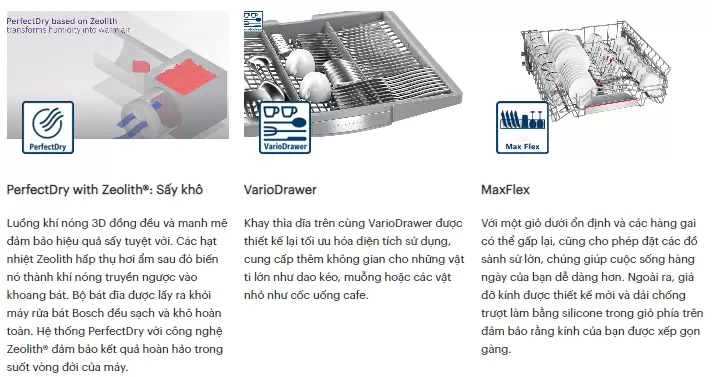 PerfectDry based on Zeolith
transforms humidity into warm air
PerfectDry
VarioDrawer
Max Flex
PerfectDry with Zeolith®: Sấy khô
Luồng khí nóng 3D đồng đều và manh mẽ
đảm bảo hiệu quả sấy tuyệt vời. Các hạt
nhiệt Zeolith hấp thụ hơi ẩm sau đó biến
nó thành khí nóng truyền ngược vào
khoang bát. Bộ bát đĩa được lấy ra khỏi
máy rửa bát Bosch đều sạch và khô hoàn
toàn. Hệ thống PerfectDry với công nghệ
Zeolith® đảm bảo kết quả hoàn hảo trong
suốt vòng đời của máy.
VarioDrawer
Khay thìa dĩa trên cùng VarioDrawer được
thiết kế lại tối ưu hóa diện tích sử dụng,
cung cấp thêm không gian cho những vật
ti lớn như dao kéo, muỗng hoặc các vật
nhỏ như cốc uống cafe.
MaxFlex
Với một giỏ dưới ổn định và các hàng gai
có thể gấp lại, cũng cho phép đặt các đồ
sành sứ lớn, chúng giúp cuộc sống hàng
ngày của bạn dễ dàng hơn. Ngoài ra, giá
đỡ kính được thiết kế mới và dải chống
trượt làm bằng silicone trong giỏ phía trên
đảm bảo rằng kính của bạn được xếp gọn
gàng.